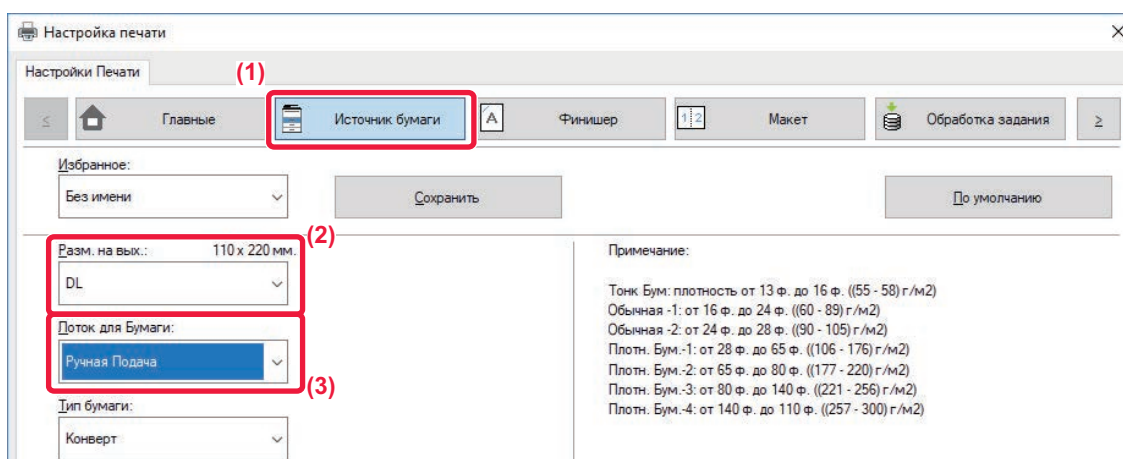 Настройка печати
Настройки Печати
(1)
< Главные Источник бумаги A Финишер 1 2 Макет Обработка задания >
Избранное:
Без имени
Сохранить
По умолчанию
(2)
Разм. на вых.: 110 x 220 мм.
DL
Лоток для Бумаги:
Ручная Подача
(3)
Тип бумаги:
Конверт
Примечание:
Тонк Бум: плотность от 13 ф. до 16 ф. ((55 - 58) г/м2)
Обычная -1: от 16 ф. до 24 ф. ((60 - 89) г/м2)
Обычная -2: от 24 ф. до 28 ф. ((90 - 105) г/м2)
Плотн. Бум.-1: от 28 ф. до 65 ф. ((106 - 176) г/м2)
Плотн. Бум.-2: от 65 ф. до 80 ф. ((177 - 220) г/м2)
Плотн. Бум.-3: от 80 ф. до 140 ф. ((221 - 256) г/м2)
Плотн. Бум.-4: от 140 ф. до 110 ф. ((257 - 300) г/м2)